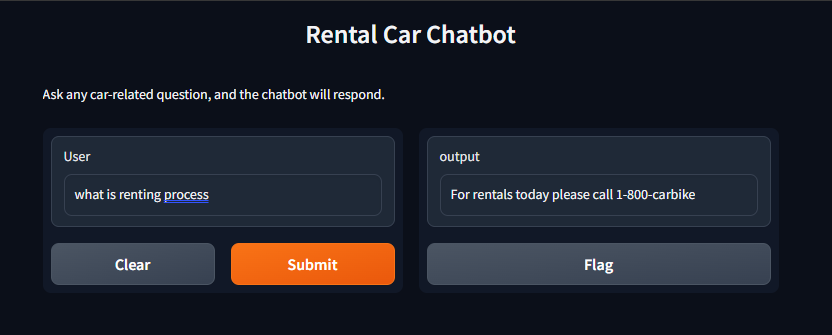 Rental Car Chatbot
Ask any car-related question, and the chatbot will respond.
User
what is renting process
Clear
Submit
output
For rentals today please call 1-800-carbike
Flag